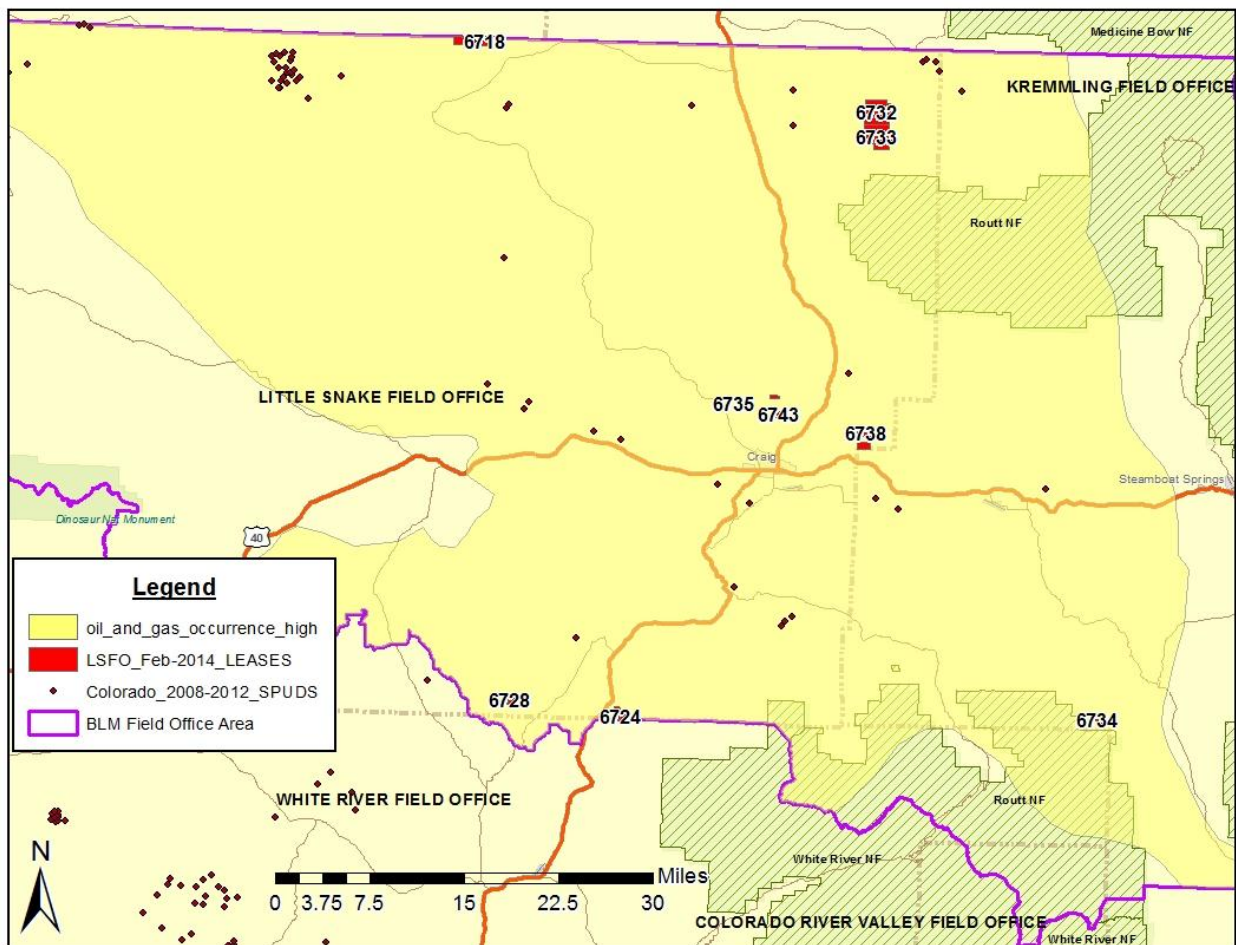 6718
Medicine Bow NF
KREMMLING FIELD OFFICE
6732
6733
Routt NF
LITTLE SNAKE FIELD OFFICE
6735
6743
6738
Craig
Steamboat Springs
Dinosaur Nat Monument
40
Legend
oil_and_gas_occurrence_high
LSFO_Feb-2014_LEASES
Colorado_2008-2012_SPUDS
BLM Field Office Area
6728
6724
6734
WHITE RIVER FIELD OFFICE
Routt NF
White River NF
N
Miles
0 3.75 7.5 15 22.5 30
COLORADO RIVER VALLEY FIELD OFFICE
White River NF